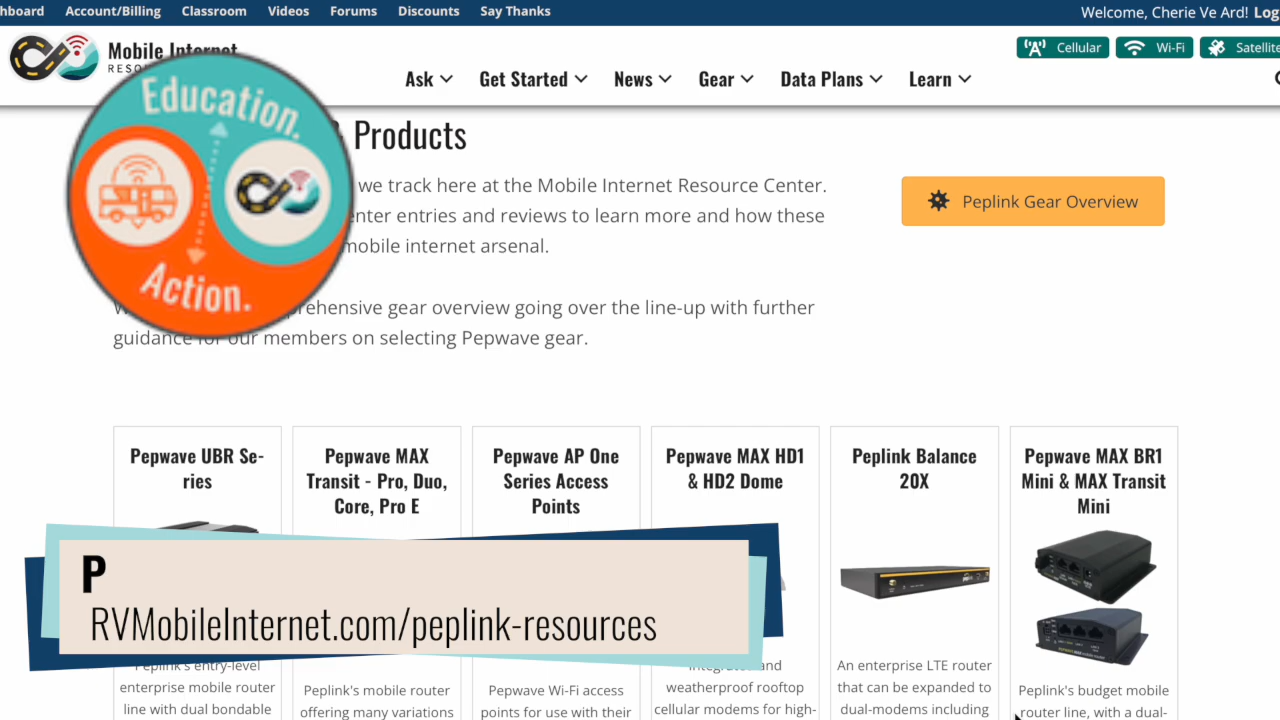 Account/Billing Classroom Videos Forums Discounts Say Thanks
Welcome, Cherie Ve Ard!
Mobile Internet
Cellular Wi-Fi
Ask Get Started News Gear Data Plans Learn
Education.
Action.
Products
we track here at the Mobile Internet Resource Center.
entries and reviews to learn more and how these
mobile internet arsenal.
gear overview going over the line-up with further
guidance for our members on selecting Pepwave gear.
Peplink Gear Overview
Pepwave UBR Se-
ries
Pepwave MAX
Transit - Pro, Duo,
Core, Pro E
Pepwave AP One
Series Access
Points
Pepwave MAX HD1
& HD2 Dome
Peplink Balance
20X
Pepwave MAX BR1
Mini & MAX Transit
Mini
P
RVMobileInternet.com/peplink-resources
Peplink's entry-level
enterprise mobile router
line with dual bondable
Peplink's mobile router
offering many variations
Pepwave Wi-Fi access
points for use with their
and
weatherproof rooftop
cellular modems for high-
An enterprise LTE router
that can be expanded to
dual-modems including
Peplink's budget mobile
router line, with a dual-